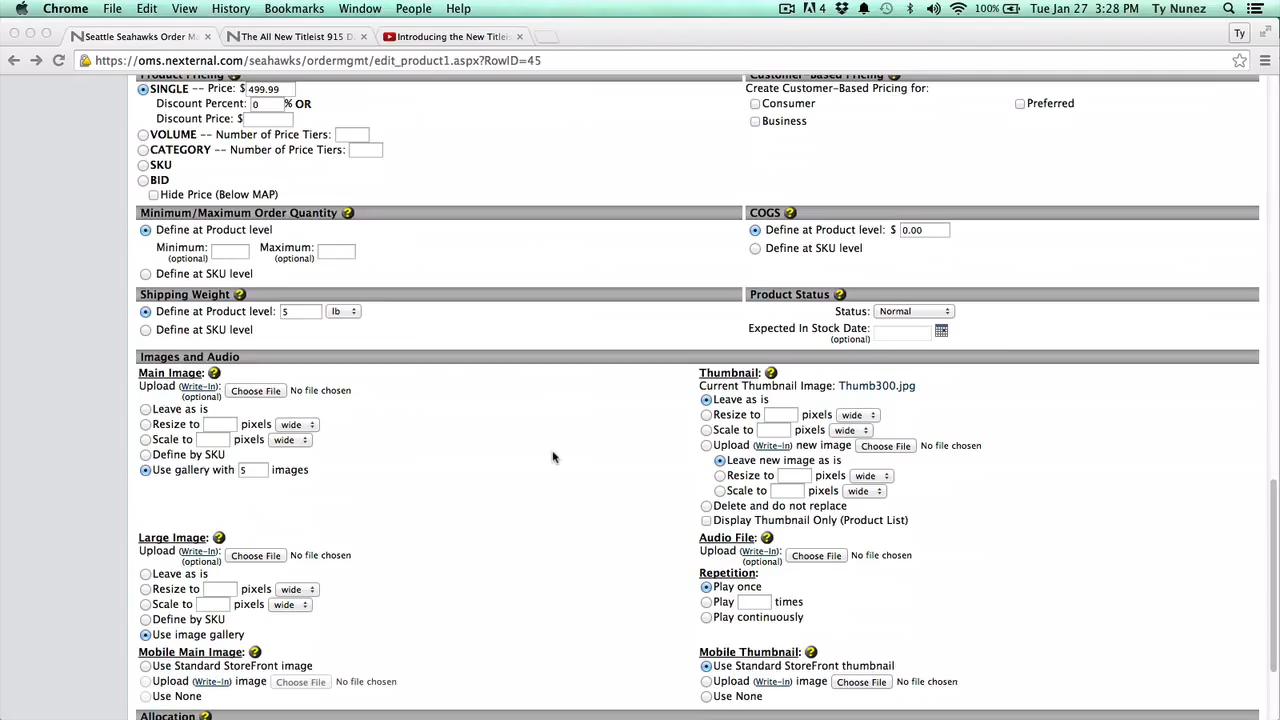 Chrome File Edit View History Bookmarks Window People Help 4 100% Tue Jan 27 3:28 PM Ty Nunez
Seattle Seahawks Order Ma × The All New Titleist 915 D × Introducing the New Titleis × Ty
https://oms.nexternal.com/seahawks/ordermgmt/edit_product1.aspx?RowID=45
Product Pricing ? Customer-Based Pricing ?
SINGLE -- Price: $ 499.99 Create Customer-Based Pricing for:
Discount Percent: 0 % OR Consumer Preferred
Discount Price: $ Business
VOLUME -- Number of Price Tiers:
CATEGORY -- Number of Price Tiers:
SKU
BID
Hide Price (Below MAP)
Minimum/Maximum Order Quantity ? COGS ?
Define at Product level Define at Product level: $ 0.00
Minimum: Maximum: Define at SKU level
(optional) (optional)
Define at SKU level
Shipping Weight ? Product Status ?
Define at Product level: 5 lb Status: Normal
Define at SKU level Expected In Stock Date:
(optional)
Images and Audio
Main Image: ? Thumbnail: ?
Upload (Write-In): Choose File No file chosen Current Thumbnail Image: Thumb300.jpg
(optional)
Leave as is Leave as is
Resize to pixels wide Resize to pixels wide
Scale to pixels wide Scale to pixels wide
Define by SKU Upload (Write-In) new image Choose File No file chosen
Use gallery with 5 images Leave new image as is
Resize to pixels wide
Scale to pixels wide
Delete and do not replace
Display Thumbnail Only (Product List)
Large Image: ? Audio File: ?
Upload (Write-In): Choose File No file chosen Upload (Write-In): Choose File No file chosen
(optional) (optional)
Leave as is Repetition:
Resize to pixels wide Play once
Scale to pixels wide Play times
Define by SKU Play continuously
Use image gallery
Mobile Main Image: ? Mobile Thumbnail: ?
Use Standard StoreFront image Use Standard StoreFront thumbnail
Upload (Write-In) image Choose File No file chosen Upload (Write-In) image Choose File No file chosen
Use None Use None
Allocation ?